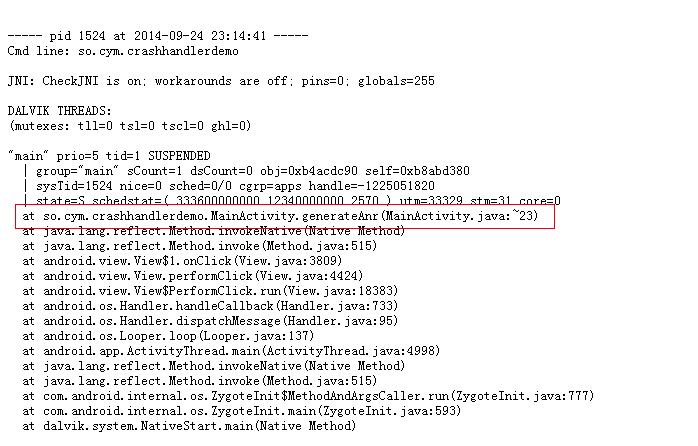 ----- pid 1524 at 2014-09-24 23:14:41 -----
Cmd line: so.cym.crashhandlerdemo
JNI: CheckJNI is on; workarounds are off; pins=0; globals=255
DALVIK THREADS:
(mutexes: tll=0 tsl=0 tscl=0 ghl=0)
"main" prio=5 tid=1 SUSPENDED
| group="main" sCount=1 dsCount=0 obj=0xb4acdc90 self=0xb8abd380
| sysTid=1524 nice=0 sched=0/0 cgrp=apps handle=-1225051820
| state=S schedstat=( 333600000000 12340000000 2570 ) utm=33329 stm=31 core=0
at so.cym.crashhandlerdemo.MainActivity.generateAnr(MainActivity.java:~23)
at java.lang.reflect.Method.invokeNative(Native Method)
at java.lang.reflect.Method.invoke(Method.java:515)
at android.view.View$1.onClick(View.java:3809)
at android.view.View.performClick(View.java:4424)
at android.view.View$PerformClick.run(View.java:18383)
at android.os.Handler.handleCallback(Handler.java:733)
at android.os.Handler.dispatchMessage(Handler.java:95)
at android.os.Looper.loop(Looper.java:137)
at android.app.ActivityThread.main(ActivityThread.java:4998)
at java.lang.reflect.Method.invokeNative(Native Method)
at java.lang.reflect.Method.invoke(Method.java:515)
at com.android.internal.os.ZygoteInit$MethodAndArgsCaller.run(ZygoteInit.java:777)
at com.android.internal.os.ZygoteInit.main(ZygoteInit.java:593)
at dalvik.system.NativeStart.main(Native Method)